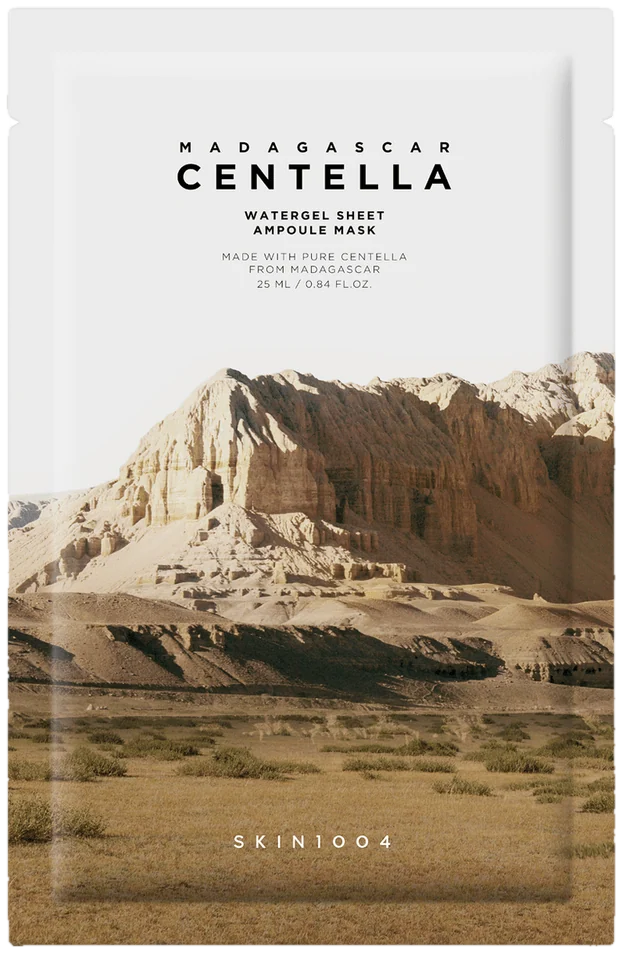 MADAGASCAR
CENTELLA
WATERGEL SHEET
AMPOULE MASK
MADE WITH PURE CENTELLA
FROM MADAGASCAR
25 ML / 0.84 FL.OZ.
SKIN1004